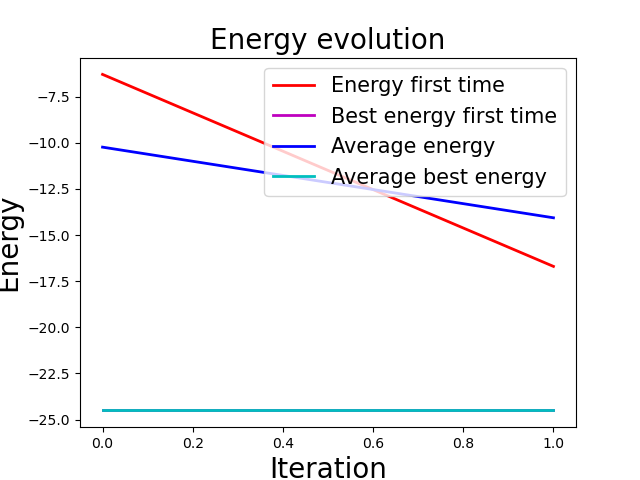 Energy evolution
Energy first time
Best energy first time
Average energy
Average best energy
Energy
−7.5
−10.0
−12.5
−15.0
−17.5
−20.0
−22.5
−25.0
0.0 0.2 0.4 0.6 0.8 1.0
Iteration